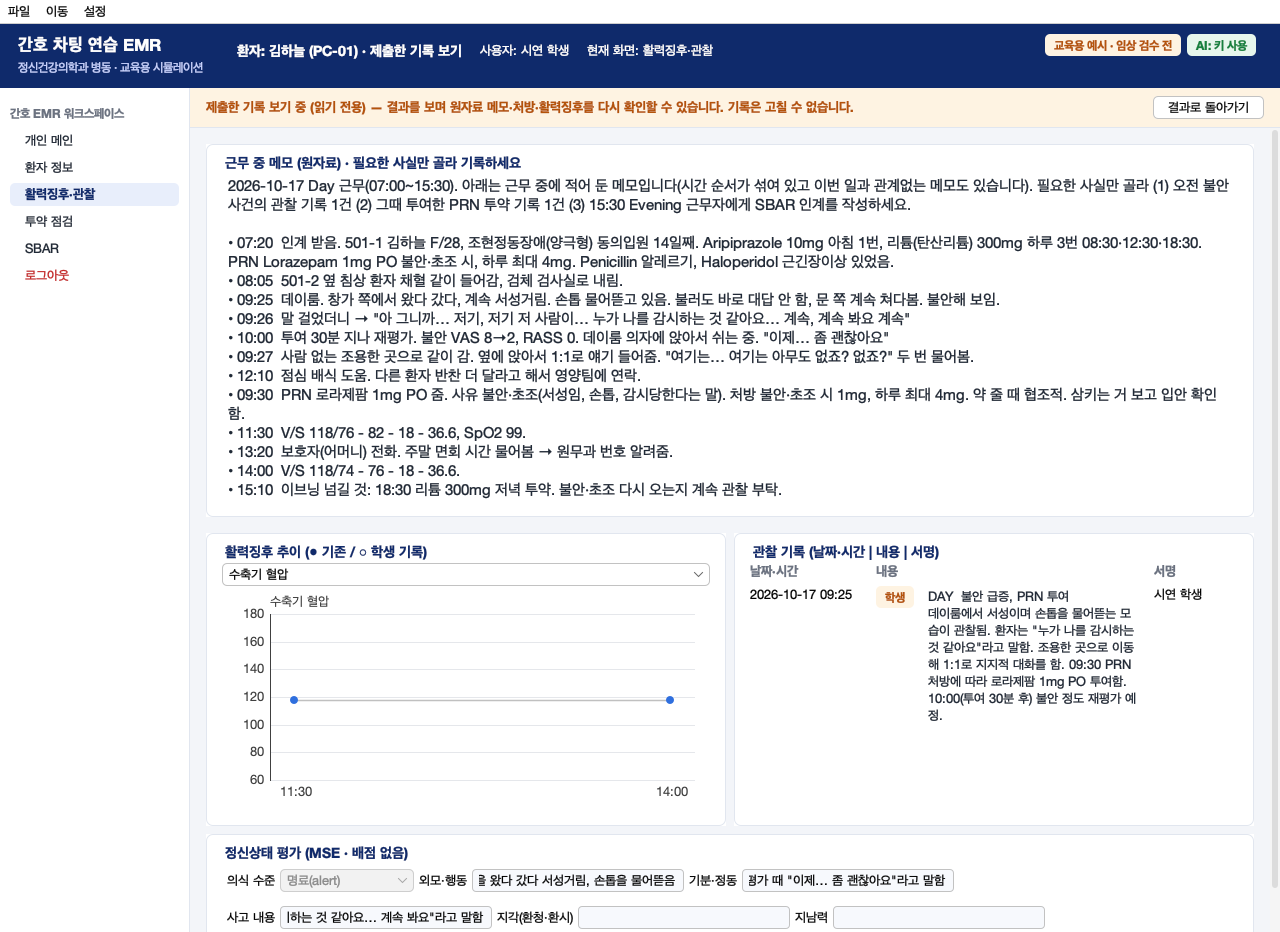 파일 이동 설정
간호 차팅 연습 EMR
정신건강의학과 병동 · 교육용 시뮬레이션
환자: 김하늘 (PC-01) · 제출한 기록 보기 사용자: 시연 학생 현재 화면: 활력징후·관찰
교육용 예시 · 임상 검수 전 AI: 키 사용
간호 EMR 워크스페이스
개인 메인
환자 정보
활력징후·관찰
투약 점검
SBAR
로그아웃
제출한 기록 보기 중 (읽기 전용) — 결과를 보며 원자료 메모·처방·활력징후를 다시 확인할 수 있습니다. 기록은 고칠 수 없습니다.
결과로 돌아가기
근무 중 메모 (원자료) · 필요한 사실만 골라 기록하세요
2026-10-17 Day 근무(07:00~15:30). 아래는 근무 중에 적어 둔 메모입니다(시간 순서가 섞여 있고 이번 일과 관계없는 메모도 있습니다). 필요한 사실만 골라 (1) 오전 불안
사건의 관찰 기록 1건 (2) 그때 투여한 PRN 투약 기록 1건 (3) 15:30 Evening 근무자에게 SBAR 인계를 작성하세요.
• 07:20 인계 받음. 501-1 김하늘 F/28, 조현정동장애(양극형) 동의입원 14일째. Aripiprazole 10mg 아침 1번, 리튬(탄산리튬) 300mg 하루 3번 08:30·12:30·18:30.
PRN Lorazepam 1mg PO 불안·초조 시, 하루 최대 4mg. Penicillin 알레르기, Haloperidol 근긴장이상 있었음.
• 08:05 501-2 옆 침상 환자 채혈 같이 들어감, 검체 검사실로 내림.
• 09:25 데이룸. 창가 쪽에서 왔다 갔다, 계속 서성거림. 손톱 물어뜯고 있음. 불러도 바로 대답 안 함, 문 쪽 계속 쳐다봄. 불안해 보임.
• 09:26 말 걸었더니 → "아 그니까… 저기, 저기 저 사람이… 누가 나를 감시하는 것 같아요… 계속, 계속 봐요 계속"
• 10:00 투여 30분 지나 재평가. 불안 VAS 8→2, RASS 0. 데이룸 의자에 앉아서 쉬는 중. "이제… 좀 괜찮아요"
• 09:27 사람 없는 조용한 곳으로 같이 감. 옆에 앉아서 1:1로 얘기 들어줌. "여기는… 여기는 아무도 없죠? 없죠?" 두 번 물어봄.
• 12:10 점심 배식 도움. 다른 환자 반찬 더 달라고 해서 영양팀에 연락.
• 09:30 PRN 로라제팜 1mg PO 줌. 사유 불안·초조(서성임, 손톱, 감시당한다는 말). 처방 불안·초조 시 1mg, 하루 최대 4mg. 약 줄 때 협조적. 삼키는 거 보고 입안 확인
함.
• 11:30 V/S 118/76 - 82 - 18 - 36.6, SpO2 99.
• 13:20 보호자(어머니) 전화. 주말 면회 시간 물어봄 → 원무과 번호 알려줌.
• 14:00 V/S 118/74 - 76 - 18 - 36.6.
• 15:10 이브닝 넘길 것: 18:30 리튬 300mg 저녁 투약. 불안·초조 다시 오는지 계속 관찰 부탁.
활력징후 추이 (● 기존 / ○ 학생 기록)
수축기 혈압
수축기 혈압
180
160
140
120
100
80
60
11:30 14:00
관찰 기록 (날짜·시간 | 내용 | 서명)
날짜·시간 내용 서명
2026-10-17 09:25 학생 DAY 불안 급증, PRN 투여 시연 학생
데이룸에서 서성이며 손톱을 물어뜯는 모
습이 관찰됨. 환자는 "누가 나를 감시하는
것 같아요"라고 말함. 조용한 곳으로 이동
해 1:1로 지지적 대화를 함. 09:30 PRN
처방에 따라 로라제팜 1mg PO 투여함.
10:00(투여 30분 후) 불안 정도 재평가 예
정.
정신상태 평가 (MSE · 배점 없음)
의식 수준 명료(alert) 외모·행동 왔다 갔다 서성거림, 손톱을 물어뜯음 기분·정동 때 "이제… 좀 괜찮아요"라고 말함
사고 내용 하는 것 같아요… 계속 봐요"라고 말함 지각(환청·환시) 지남력